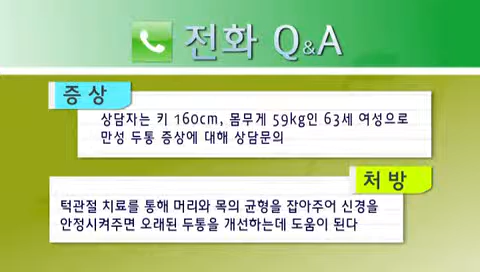 전화 Q&A
증상
상담자는 키 160cm, 몸무게 59kg인 63세 여성으로
만성 두통 증상에 대해 상담문의
처방
턱관절 치료를 통해 머리와 목의 균형을 잡아주어 신경을
안정시켜주면 오래된 두통을 개선하는데 도움이 된다